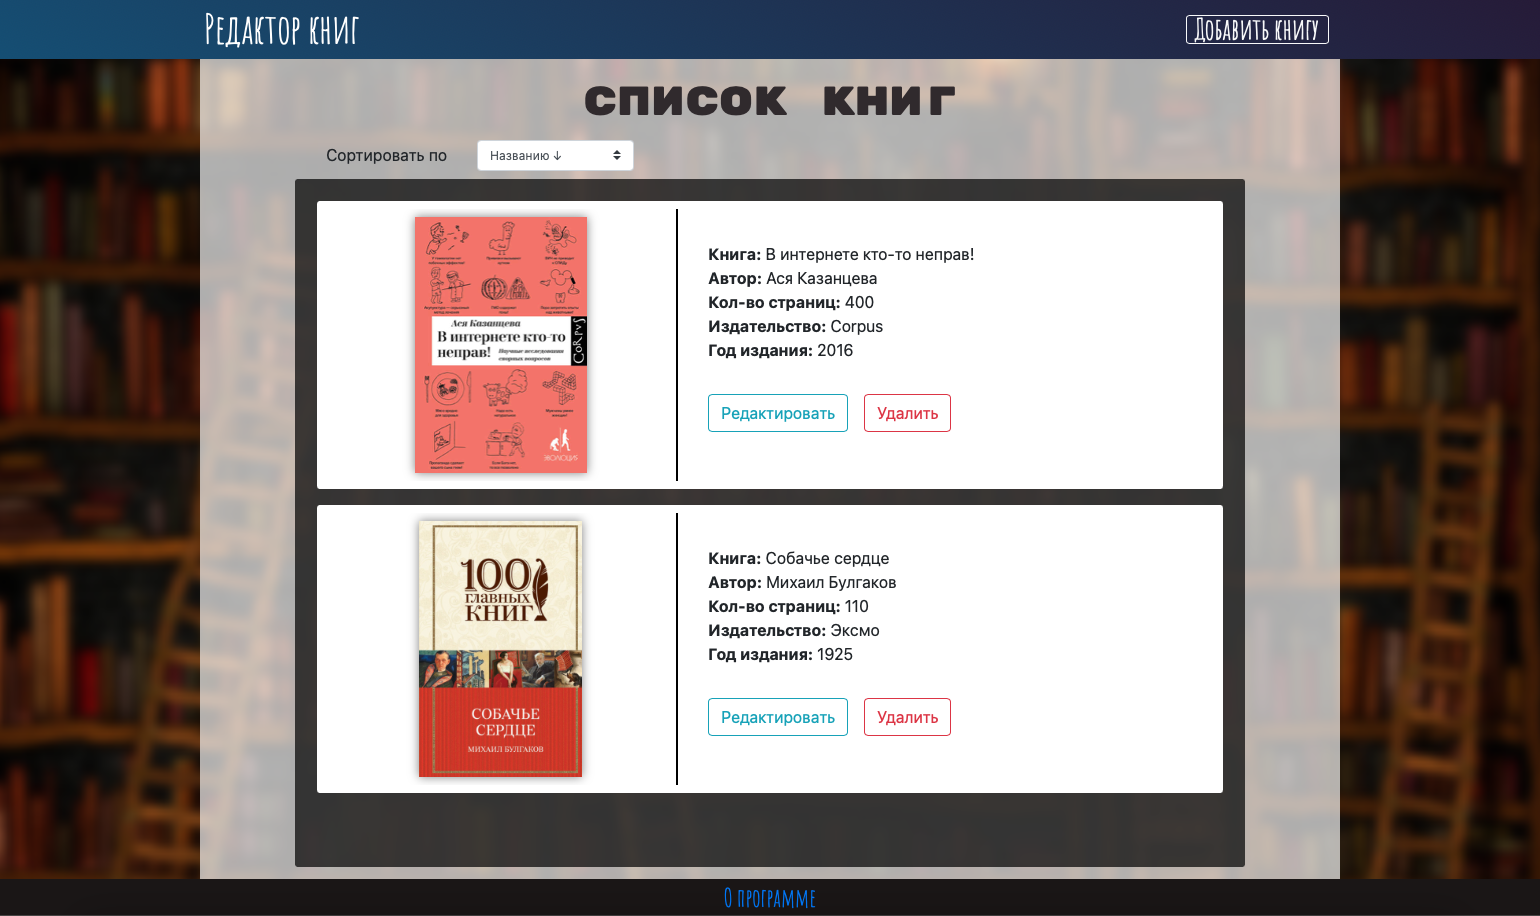 Редактор книг
Добавить книгу
список книг
Сортировать по
Названию ↓
Ася Казанцева
В интернете кто-то
неправ!
Научные исследования
спорных вопросов
CORPVS
ЭВОЛЮЦИЯ
Книга: В интернете кто-то неправ!
Автор: Ася Казанцева
Кол-во страниц: 400
Издательство: Corpus
Год издания: 2016
Редактировать
Удалить
100
ГЛАВНЫХ
КНИГ
СОБАЧЬЕ
СЕРДЦЕ
МИХАИЛ БУЛГАКОВ
Книга: Собачье сердце
Автор: Михаил Булгаков
Кол-во страниц: 110
Издательство: Эксмо
Год издания: 1925
Редактировать
Удалить
О программе